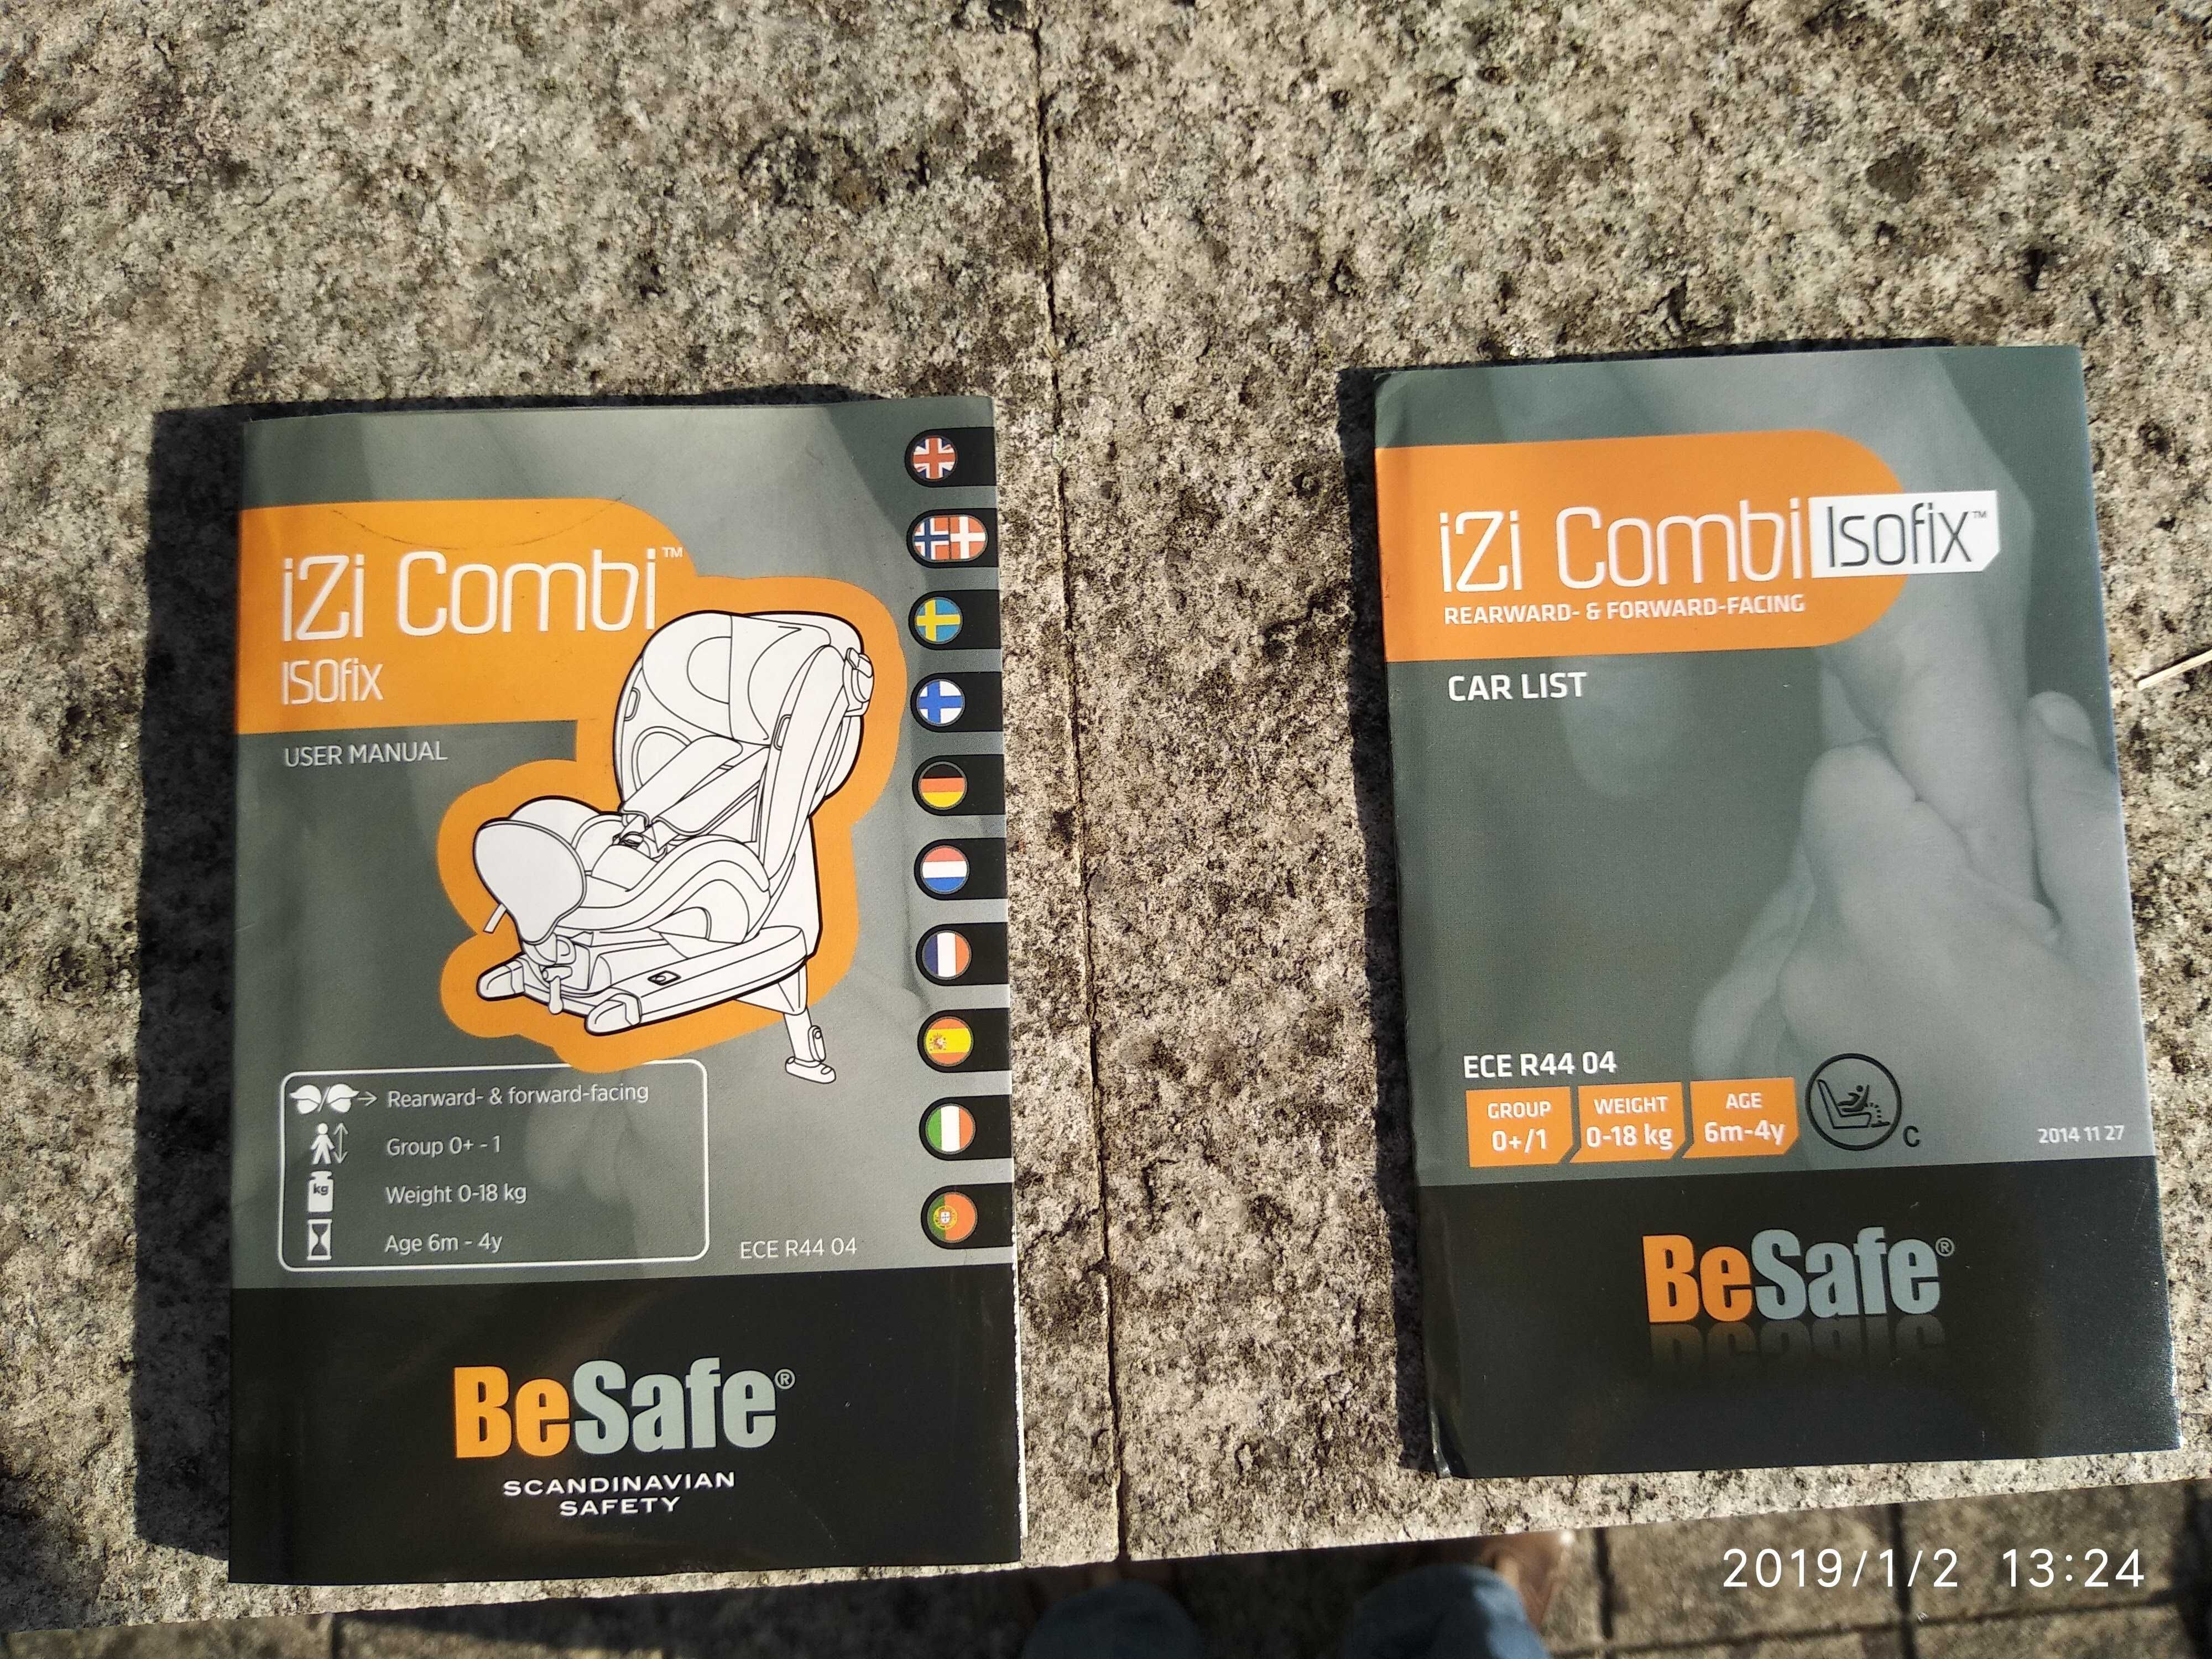 iZi Combi™
ISOfix
USER MANUAL
Rearward- & forward-facing
Group 0+ - 1
kg
Weight 0-18 kg
Age 6m - 4y
ECE R44 04
BeSafe®
SCANDINAVIAN
SAFETY
iZi Combi Isofix™
REARWARD- & FORWARD-FACING
CAR LIST
ECE R44 04
GROUP
0+/1
WEIGHT
0-18 kg
AGE
6m-4y
C
2014 11 27
BeSafe®
2019/1/2 13:24